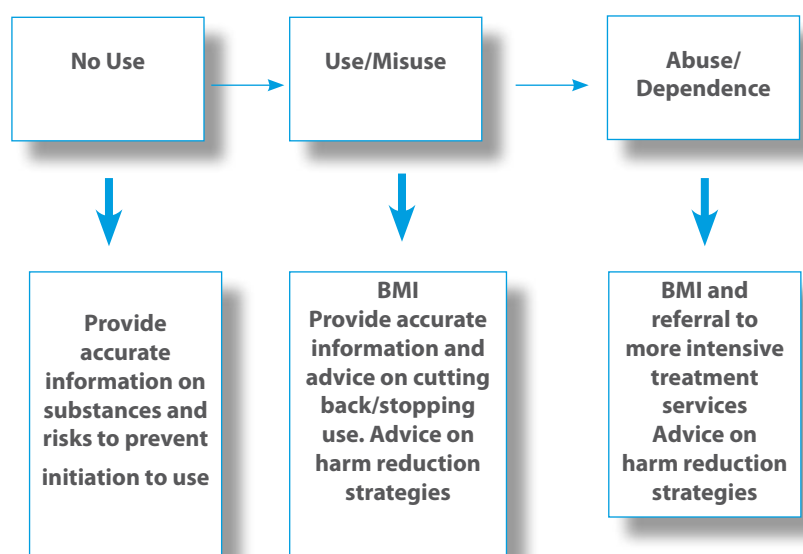 No Use
Use/Misuse
Abuse/
Dependence
Provide
accurate
information on
substances and
risks to prevent
initiation to use
BMI
Provide accurate
information and
advice on cutting
back/stopping
use. Advice on
harm reduction
strategies
BMI and
referral to
more intensive
treatment
services
Advice on
harm reduction
strategies